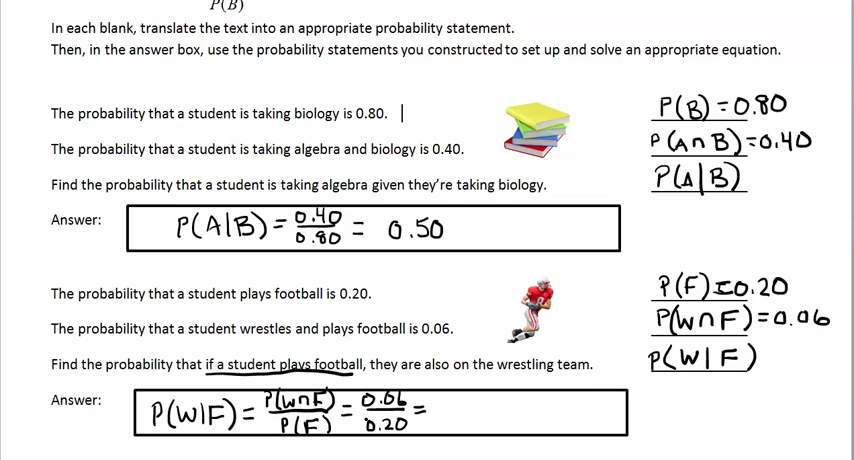 P(B)
In each blank, translate the text into an appropriate probability statement.
Then, in the answer box, use the probability statements you constructed to set up and solve an appropriate equation.
The probability that a student is taking biology is 0.80.
P(B) = 0.80
The probability that a student is taking algebra and biology is 0.40.
P(A∩B) = 0.40
Find the probability that a student is taking algebra given they're taking biology.
P(A|B)
Answer:
P(A|B) = 0.40/0.80 = 0.50
The probability that a student plays football is 0.20.
P(F) = 0.20
The probability that a student wrestles and plays football is 0.06.
P(W∩F) = 0.06
Find the probability that if a student plays football, they are also on the wrestling team.
P(W|F)
Answer:
P(W|F) = P(W∩F)/P(F) = 0.06/0.20 =